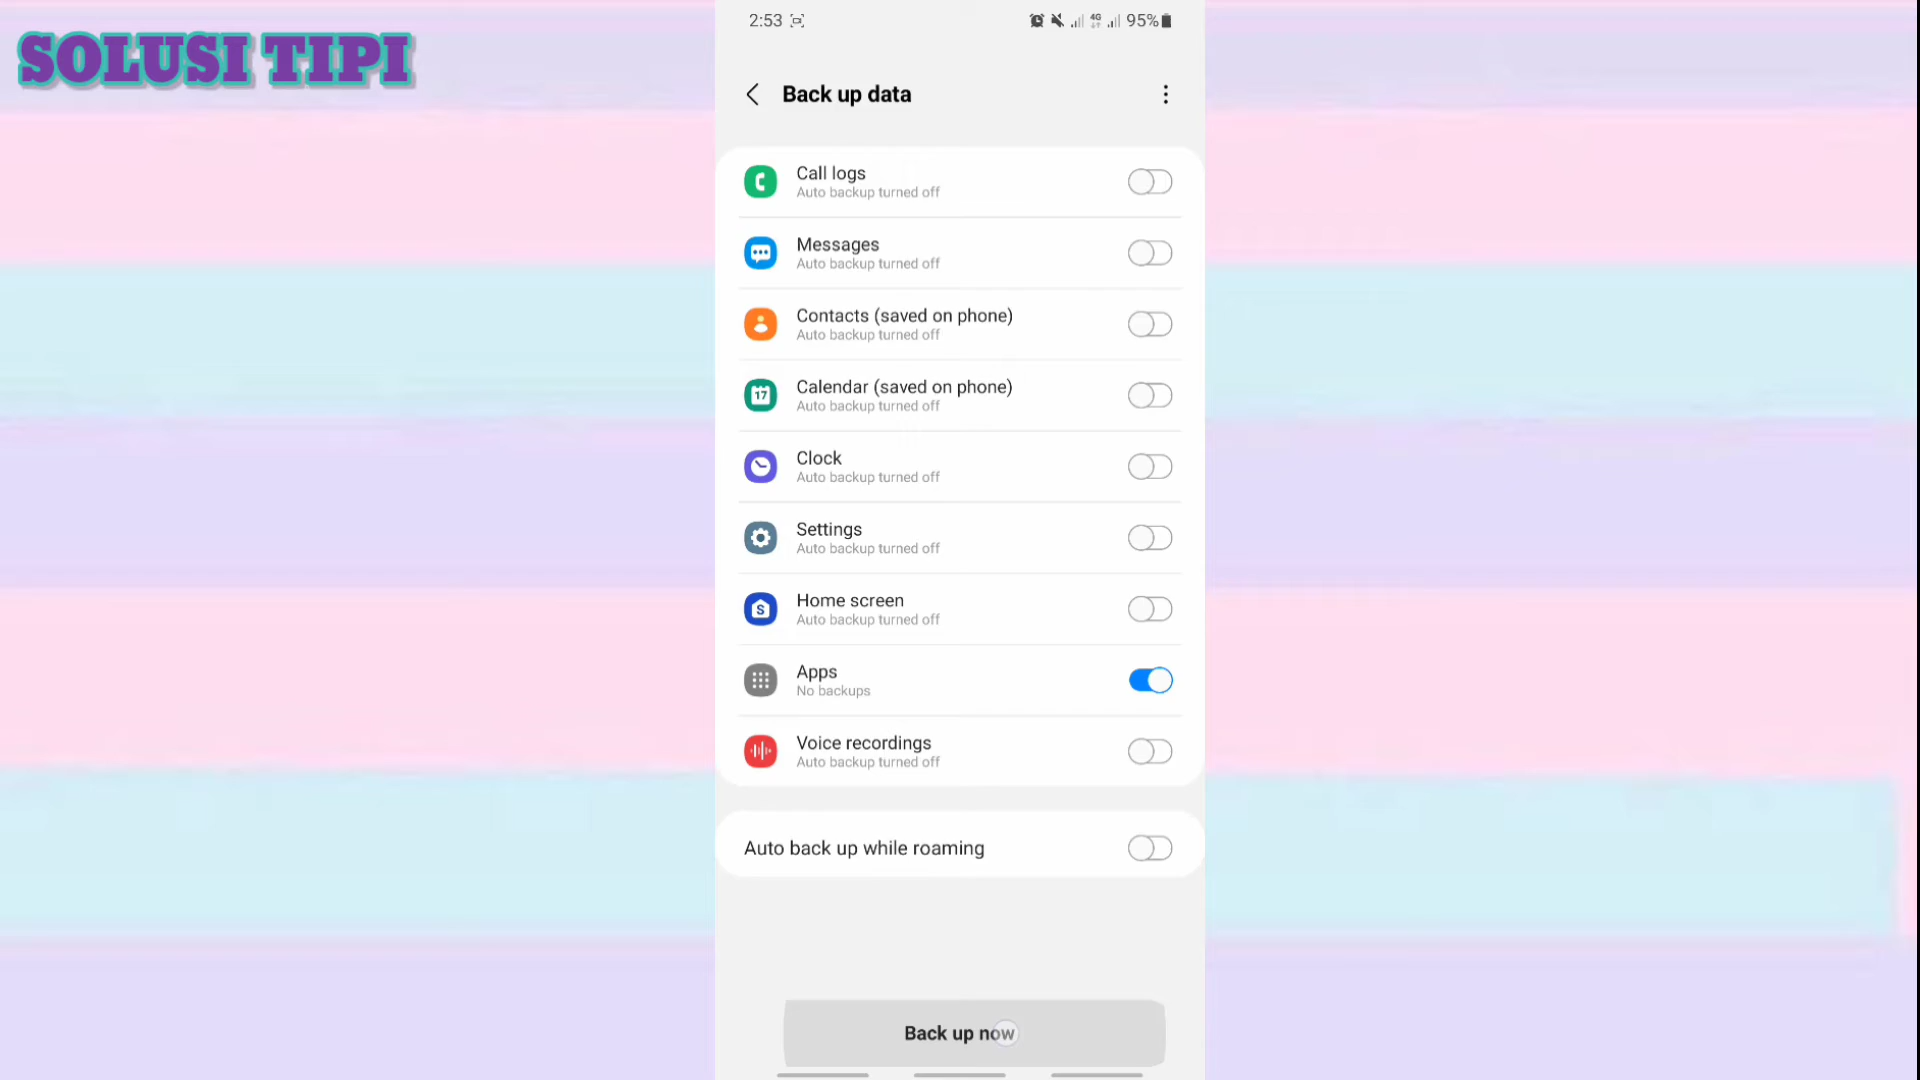 SOLUSI TIPI
2:53
4G
95%
Back up data
Call logs
Auto backup turned off
Messages
Auto backup turned off
Contacts (saved on phone)
Auto backup turned off
17
Calendar (saved on phone)
Auto backup turned off
Clock
Auto backup turned off
Settings
Auto backup turned off
S
Home screen
Auto backup turned off
Apps
No backups
Voice recordings
Auto backup turned off
Auto back up while roaming
Back up now